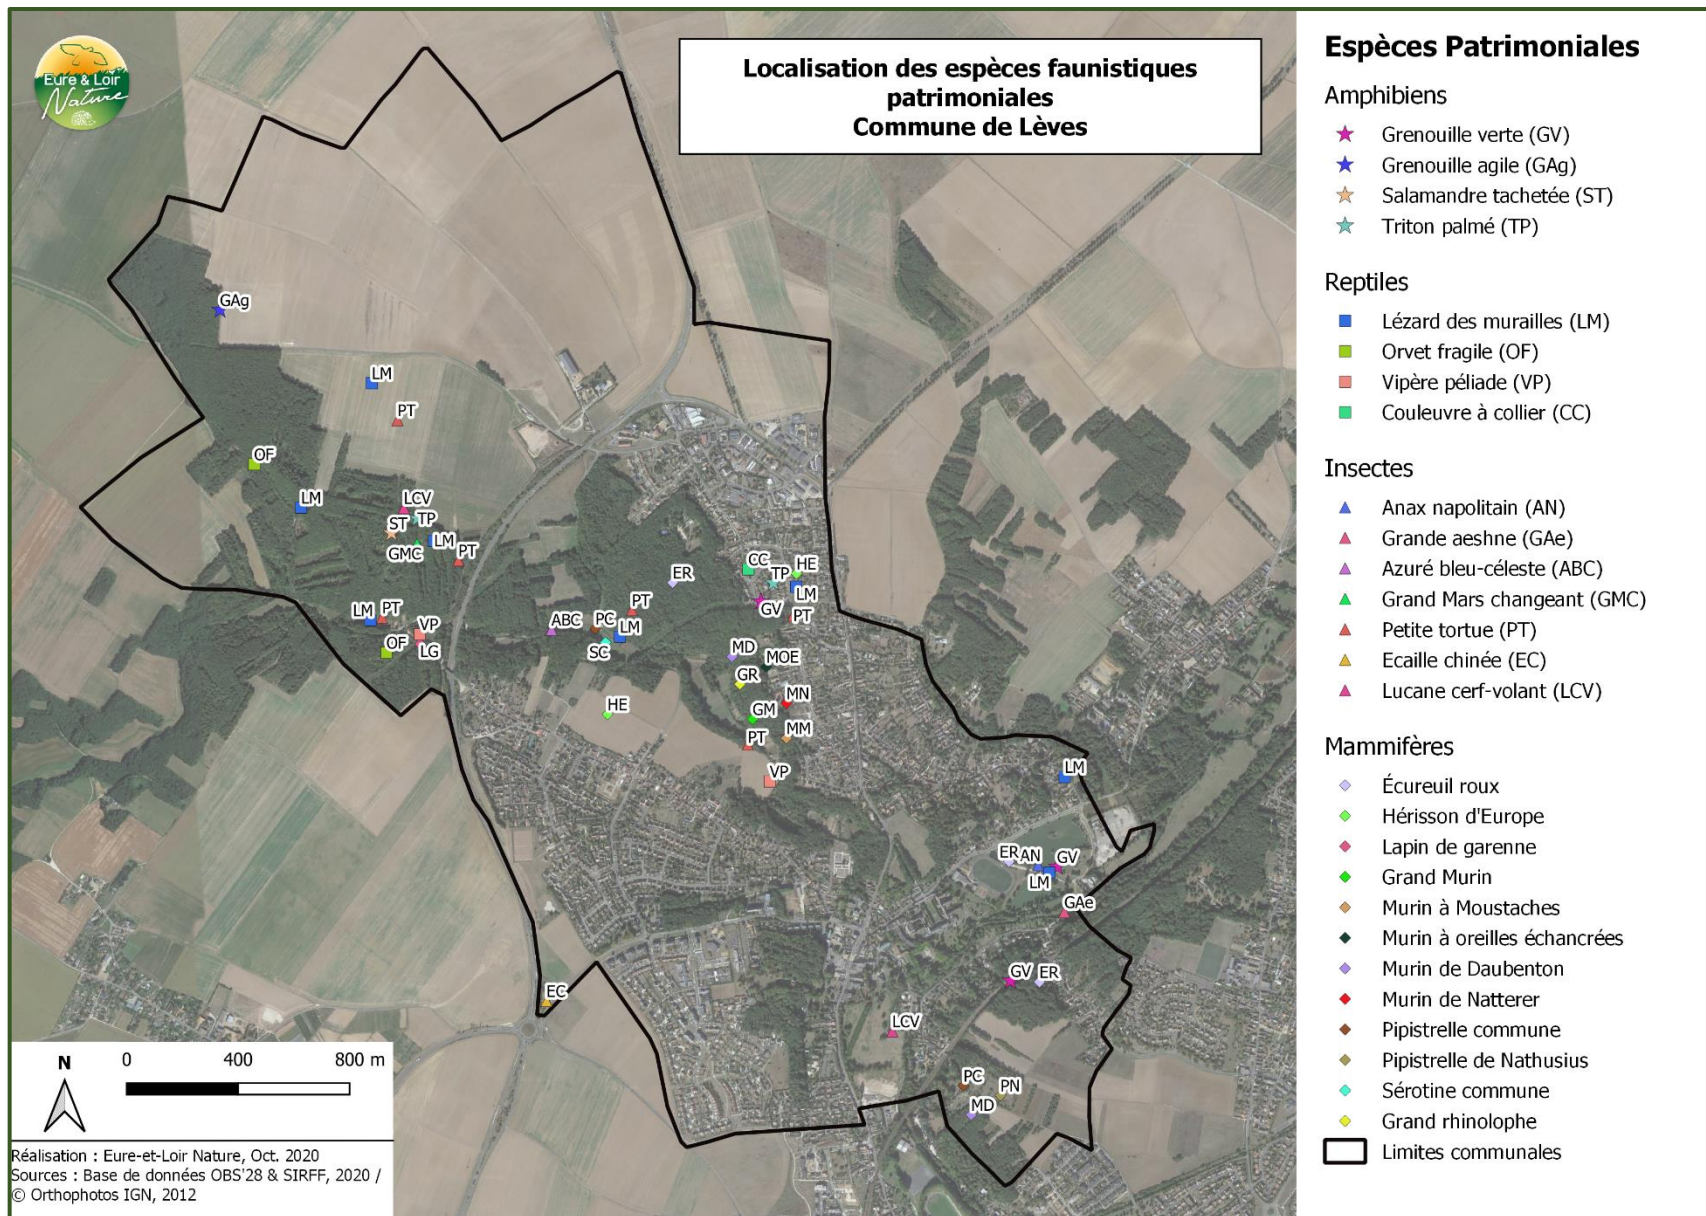 Eure & Loir
Nature
Localisation des espèces faunistiques
patrimoniales
Commune de Lèves
GAg
LM
PT
OF
LM
LCV
TP
ST
GMC
LM
PT
LM
PT
VP
OF
LG
ER
CC
TP
HE
LM
GV
PT
PT
ABC
PC
LM
SC
MD
MOE
GR
MN
HE
GM
MM
PT
VP
LM
ER
AN
GV
LM
GAe
GV
ER
EC
LCV
PC
PN
MD
N
0
400
800 m
Réalisation : Eure-et-Loir Nature, Oct. 2020
Sources : Base de données OBS'28 & SIRFF, 2020 /
© Orthophotos IGN, 2012
Espèces Patrimoniales
Amphibiens
Grenouille verte (GV)
Grenouille agile (GAg)
Salamandre tachetée (ST)
Triton palmé (TP)
Reptiles
Lézard des murailles (LM)
Orvet fragile (OF)
Vipère péliade (VP)
Couleuvre à collier (CC)
Insectes
Anax napolitain (AN)
Grande aeshne (GAe)
Azuré bleu-céleste (ABC)
Grand Mars changeant (GMC)
Petite tortue (PT)
Ecaille chinée (EC)
Lucane cerf-volant (LCV)
Mammifères
Écureuil roux
Hérisson d'Europe
Lapin de garenne
Grand Murin
Murin à Moustaches
Murin à oreilles échancrées
Murin de Daubenton
Murin de Natterer
Pipistrelle commune
Pipistrelle de Nathusius
Sérotine commune
Grand rhinolophe
Limites communales